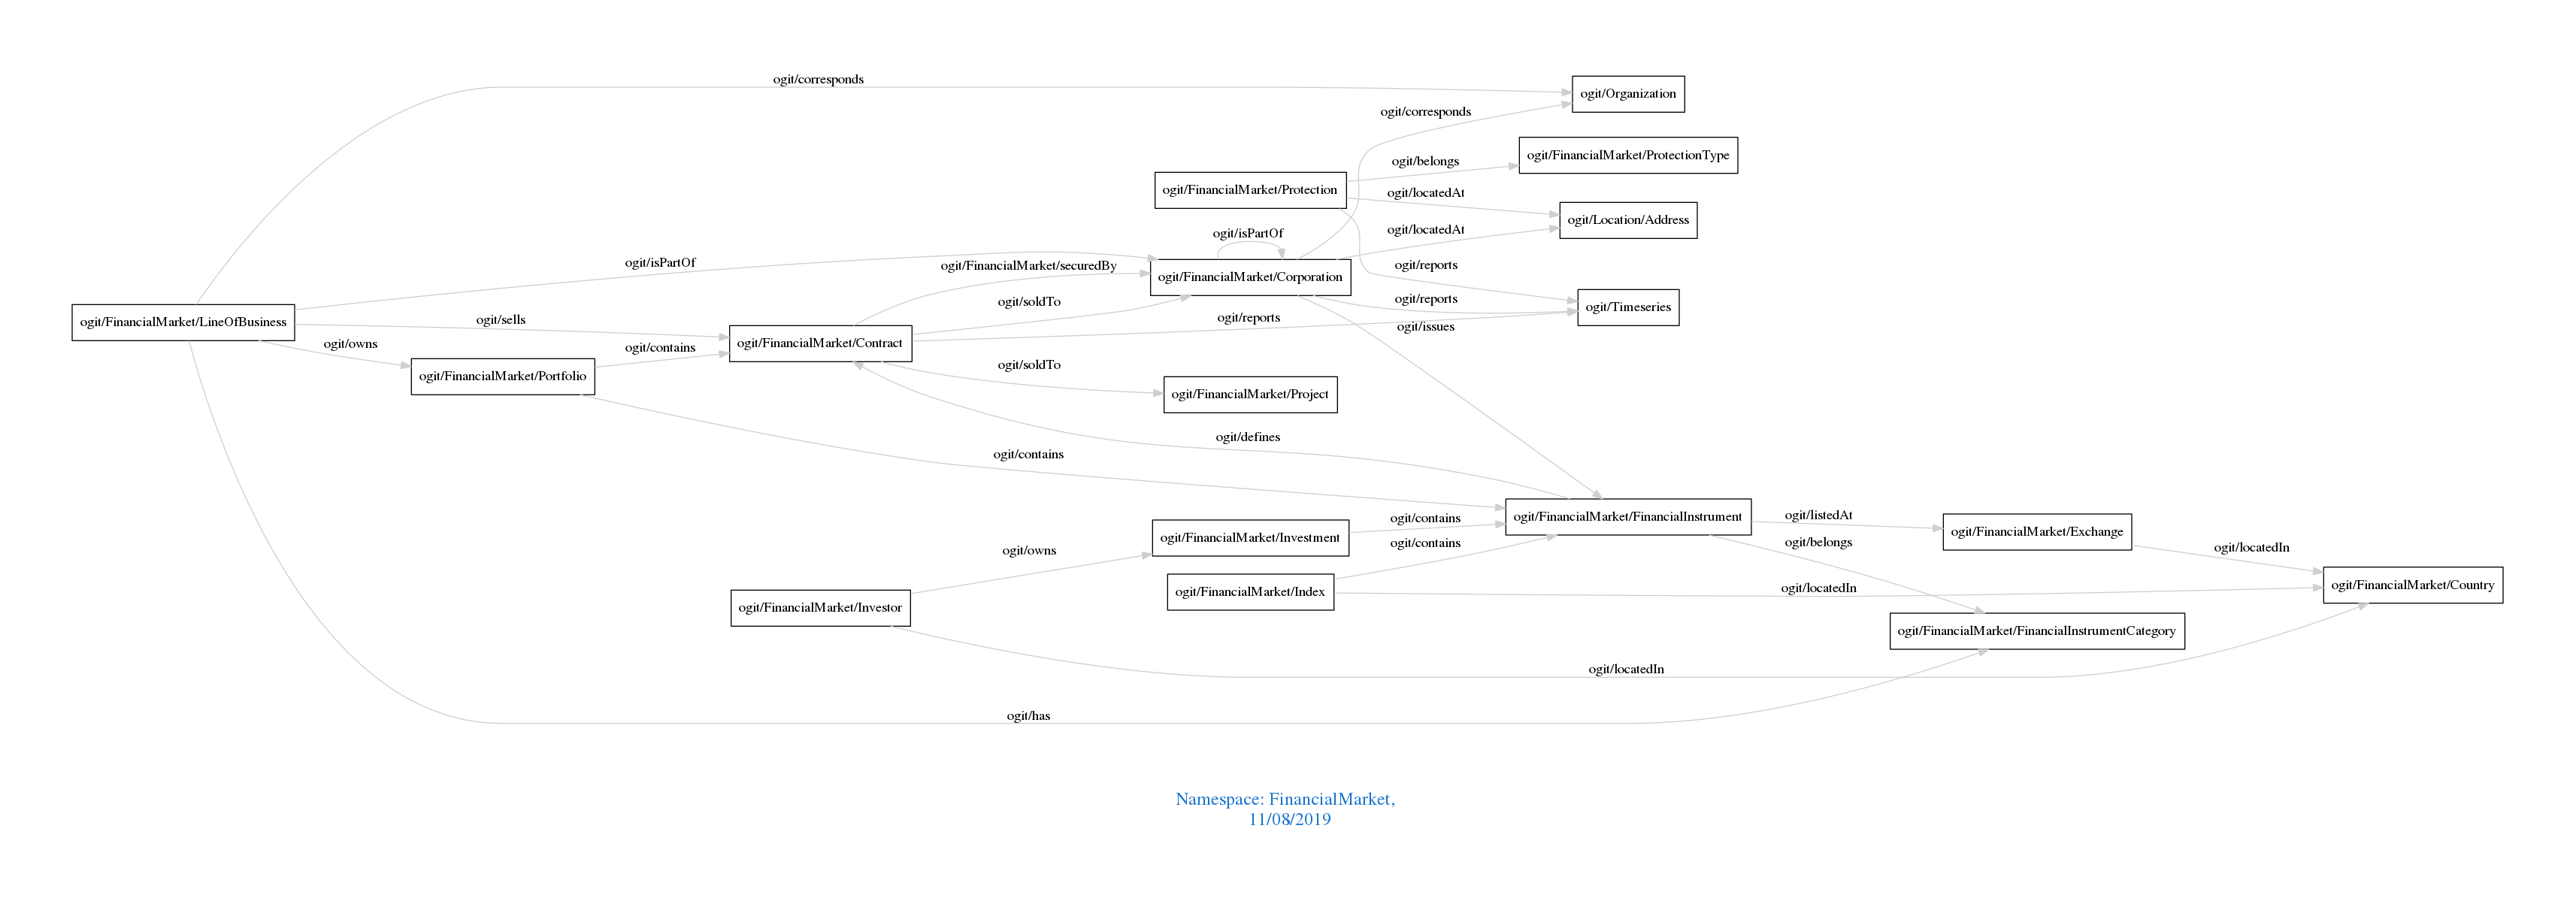 ogit/corresponds
ogit/Organization
ogit/corresponds
ogit/FinancialMarket/ProtectionType
ogit/belongs
ogit/FinancialMarket/Protection
ogit/locatedAt
ogit/Location/Address
ogit/locatedAt
ogit/isPartOf
ogit/isPartOf
ogit/FinancialMarket/securedBy
ogit/reports
ogit/FinancialMarket/Corporation
ogit/reports
ogit/soldTo
ogit/Timeseries
ogit/FinancialMarket/LineOfBusiness
ogit/sells
ogit/reports
ogit/issues
ogit/owns
ogit/contains
ogit/FinancialMarket/Contract
ogit/soldTo
ogit/FinancialMarket/Portfolio
ogit/FinancialMarket/Project
ogit/defines
ogit/contains
ogit/contains
ogit/FinancialMarket/FinancialInstrument
ogit/listedAt
ogit/FinancialMarket/Exchange
ogit/FinancialMarket/Investment
ogit/contains
ogit/belongs
ogit/locatedIn
ogit/owns
ogit/FinancialMarket/Index
ogit/locatedIn
ogit/FinancialMarket/Country
ogit/FinancialMarket/Investor
ogit/FinancialMarket/FinancialInstrumentCategory
ogit/locatedIn
ogit/has
Namespace: FinancialMarket,
11/08/2019